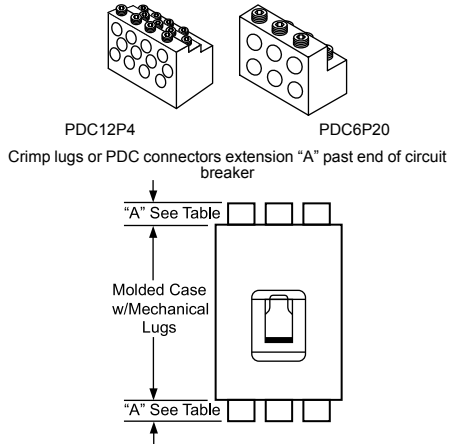 PDC12P4
PDC6P20
Crimp lugs or PDC connectors extension “A” past end of circuit
breaker
“A” See Table
Molded Case
w/Mechanical
Lugs
“A” See Table